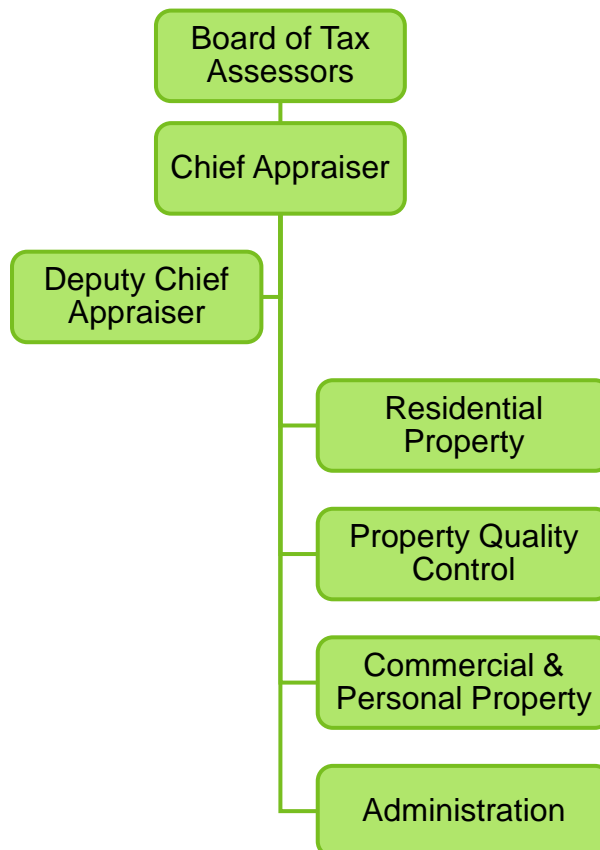 Board of Tax
Assessors
Chief Appraiser
Deputy Chief
Appraiser
Residential
Property
Property Quality
Control
Commercial &
Personal Property
Administration